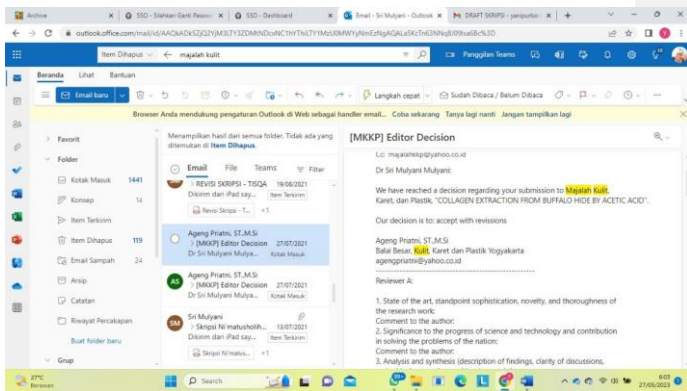 Archive
SSO - Silahkan Ganti Passwo
SSO - Dashboard
Email - Sri Mulyani - Outlook
DRAFT SKRIPSI - yanipurbo
Item Dihapus
majalah kulit
Panggilan Teams
Beranda Lihat Bantuan
Email baru
Langkah cepat
Sudah Dibaca / Belum Dibaca
Browser Anda mendukung pengaturan Outlook di Web sebagai handler email... Coba sekarang Tanya lagi nanti Jangan tampilkan lagi
Favorit
Folder
Kotak Masuk 1441
Konsep 14
Item Terkirim
Item Dihapus 119
Email Sampah 24
Arsip
Catatan
Riwayat Percakapan
Buat folder baru
Grup
Menampilkan hasil dari semua folder. Tidak ada yang
ditemukan di Item Dihapus.
Email File Teams Filter
REVISI SKRIPSI - TISQA 19/08/2021
Dikirim dari iPad say... Item Terkirim
Revisi Skripsi - T... +1
Ageng Priatni, ST.,M.Si
[MKKP] Editor Decision 27/07/2021
Dr Sri Mulyani Mulya... Kotak Masuk
AS
Ageng Priatni, ST.,M.Si
[MKKP] Editor Decision 27/07/2021
Dr Sri Mulyani Mulya... Kotak Masuk
SM
Sri Mulyani
Skripsi Ni'matusholih... 13/07/2021
Dikirim dari iPad say... Item Terkirim
Skripsi Ni'matus... +1
[MKKP] Editor Decision
Cc: majalahkkp@yahoo.co.id
Dr Sri Mulyani Mulyani:
We have reached a decision regarding your submission to Majalah Kulit,
Karet, dan Plastik, "COLLAGEN EXTRACTION FROM BUFFALO HIDE BY ACETIC ACID".
Our decision is to: accept with revissions
Ageng Priatni, ST.,M.Si
Balai Besar, Kulit, Karet dan Plastik Yogyakarta
agengpriatni@yahoo.co.id
Reviewer A:
1. State of the art, standpoint sophistication, novelty, and thoroughness of
the research work:
Comment to the author:
2. Significance to the progress of science and technology and contribution
in solving the problems of the nation:
Comment to the author:
3. Analysis and synthesis (description of findings, clarity of discussions,
27°C
Berawan
Search
99+
6:03
27/05/2023